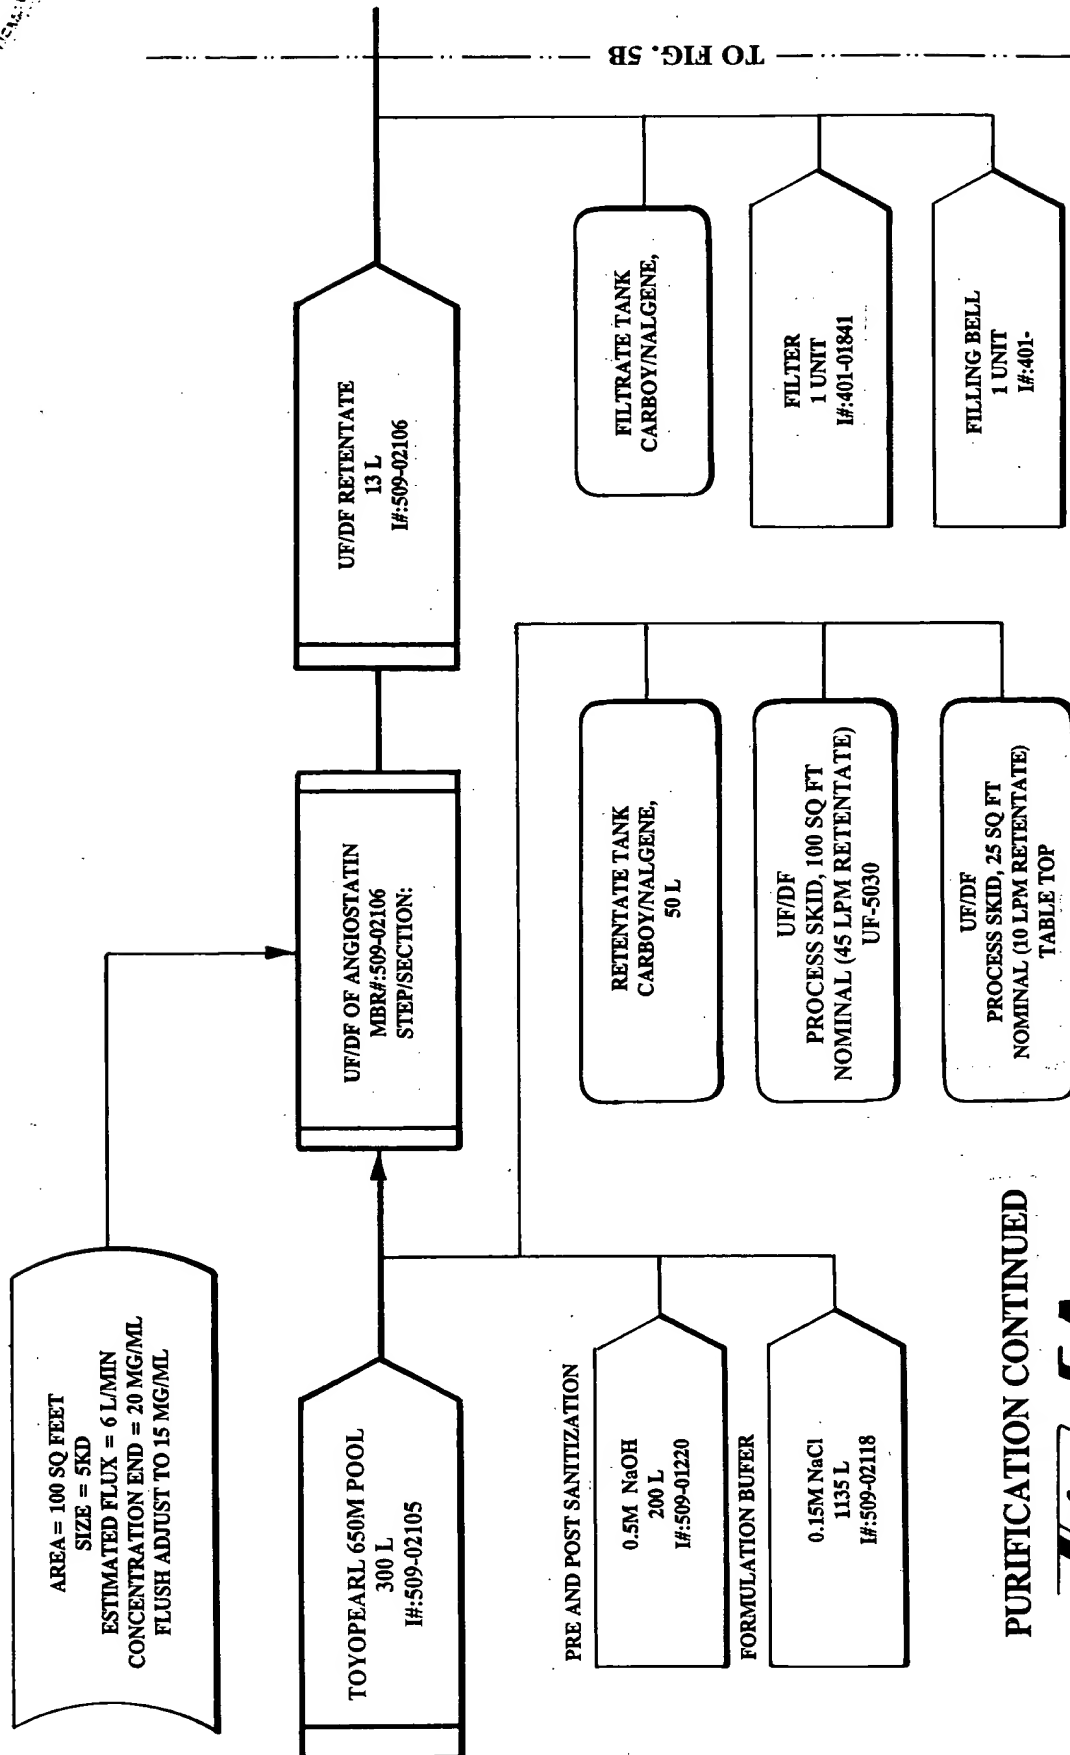 AREA = 100 SQ FEET
SIZE = 5KD
ESTIMATED FLUX = 6 L/MIN
CONCENTRATION END = 20 MG/ML
FLUSH ADJUST TO 15 MG/ML
TOYOPEARL 650M POOL
300 L
I#:509-02105
UF/DF OF ANGIOSTATIN
MBR#:509-02106
STEP/SECTION:
UF/DF RETENTATE
13 L
I#:509-02106
TO FIG. 5B
PRE AND POST SANITIZATION
0.5M NaOH
200 L
I#:509-01220
FORMULATION BUFER
0.15M NaCl
1135 L
I#:509-02118
RETENTATE TANK
CARBOY/NALGENE,
50 L
UF/DF
PROCESS SKID, 100 SQ FT
NOMINAL (45 LPM RETENTATE)
UF-5030
UF/DF
PROCESS SKID, 25 SQ FT
NOMINAL (10 LPM RETENTATE)
TABLE TOP
FILTRATE TANK
CARBOY/NALGENE,
FILTER
1 UNIT
I#:401-01841
FILLING BELL
1 UNIT
I#:401-
PURIFICATION CONTINUED